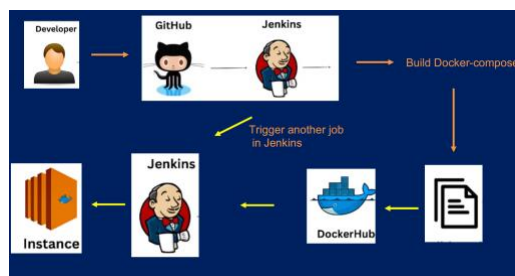 Developer
GitHub
Jenkins
Build Docker-compose
Trigger another job
in Jenkins
Jenkins
Instance
DockerHub